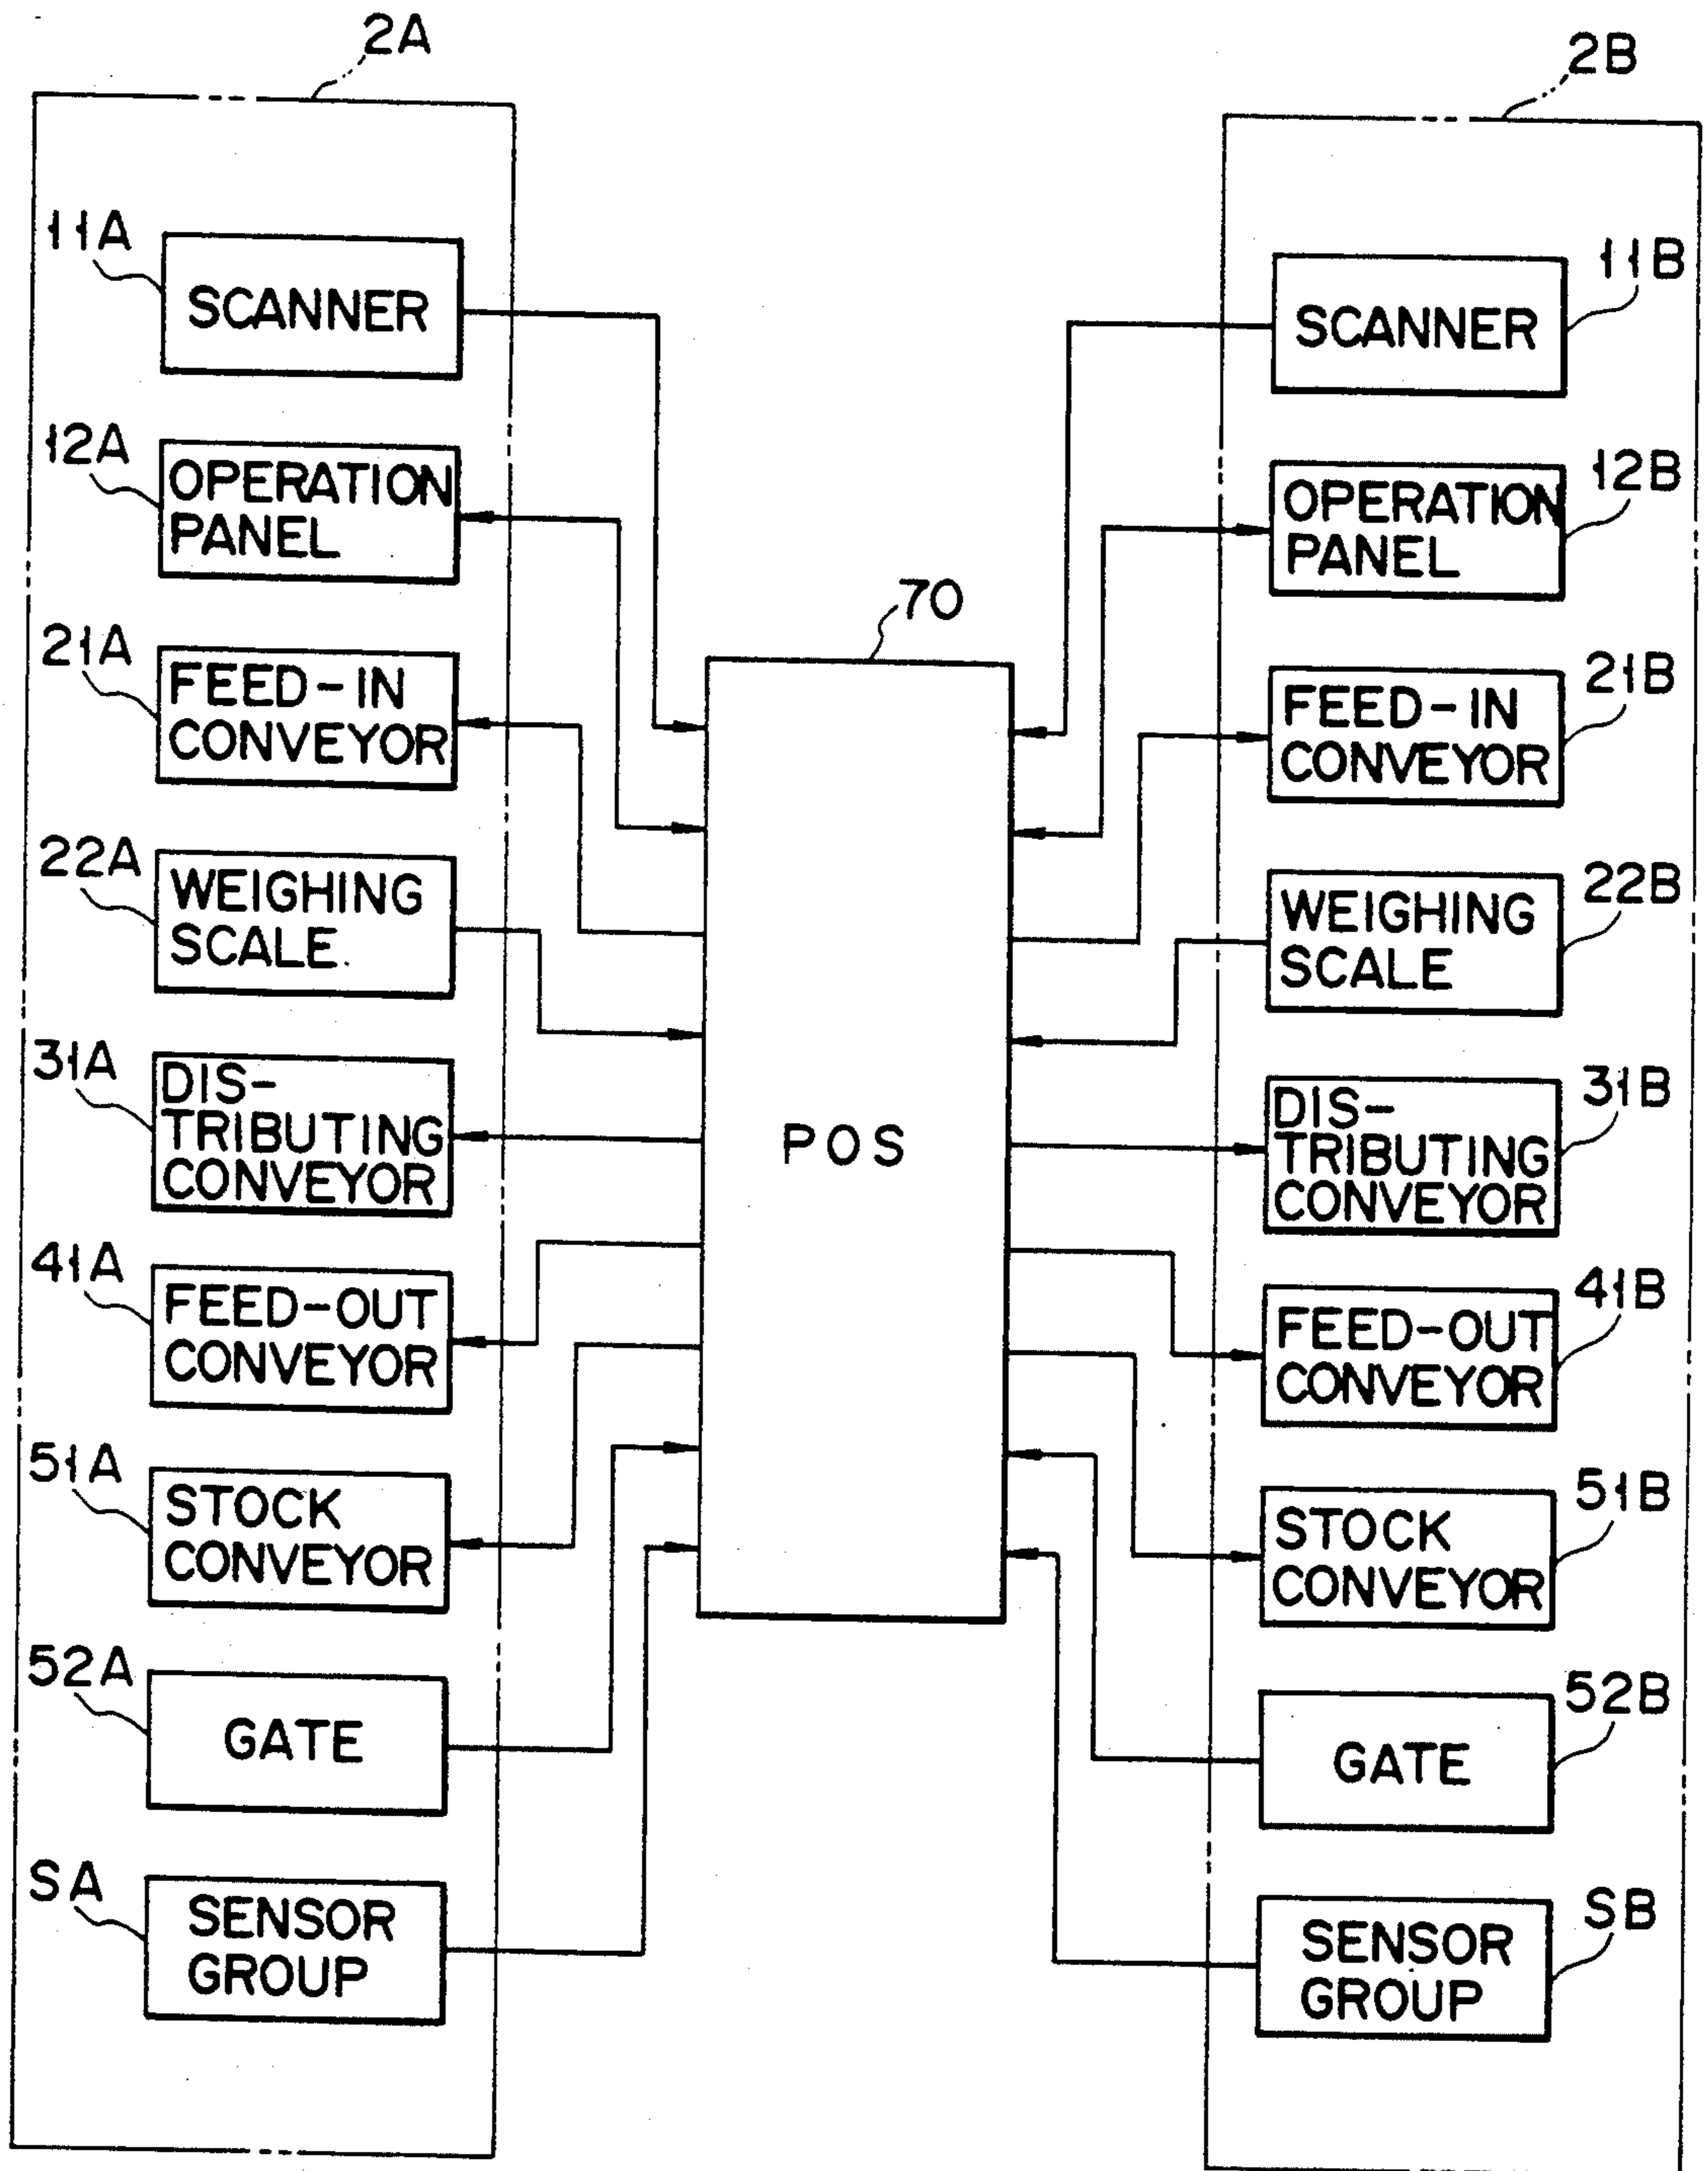 2A
11A
SCANNER
12A
OPERATION
PANEL
21A
FEED-IN
CONVEYOR
22A
WEIGHING
SCALE.
31A
DIS-
TRIBUTING
CONVEYOR
41A
FEED-OUT
CONVEYOR
51A
STOCK
CONVEYOR
52A
GATE
SA
SENSOR
GROUP
70
POS
2B
11B
SCANNER
12B
OPERATION
PANEL
21B
FEED-IN
CONVEYOR
22B
WEIGHING
SCALE
31B
DIS-
TRIBUTING
CONVEYOR
41B
FEED-OUT
CONVEYOR
51B
STOCK
CONVEYOR
52B
GATE
SB
SENSOR
GROUP